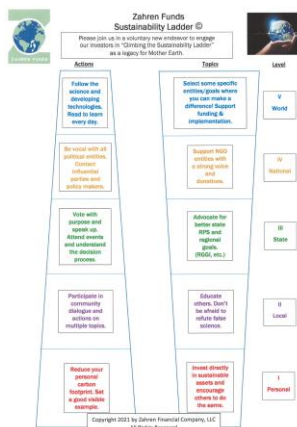 Zahren Funds
Sustainability Ladder ©
Please join us in a voluntary new endeavor to engage
our investors in "Climbing the Sustainability Ladder"
as a legacy for Mother Earth.
ZAHREN FUNDS
Actions
Topics
Level
Follow the
science and
developing
technologies.
Read to learn
every day.
Select some specific
entities/goals where
you can make a
difference! Support
funding &
implementation.
V
World
Be vocal with all
political entities.
Contact
influential
parties and
policy makers.
Support NGO
entities with
a strong voice
and
donations.
IV
National
Vote with
purpose and
speak up.
Attend events
and understand
the decision
process.
Advocate for
better state
RPS and
regional
goals.
(RGGI, etc.)
III
State
Participate in
community
dialogue and
actions on
multiple topics.
Educate
others. Don't
be afraid to
refute false
science.
II
Local
Reduce your
personal
carbon
footprint. Set
a good visible
example.
Invest directly
in sustainable
assets and
encourage
others to do
the same.
I
Personal
Copyright 2021 by Zahren Financial Company, LLC
All Rights Reserved